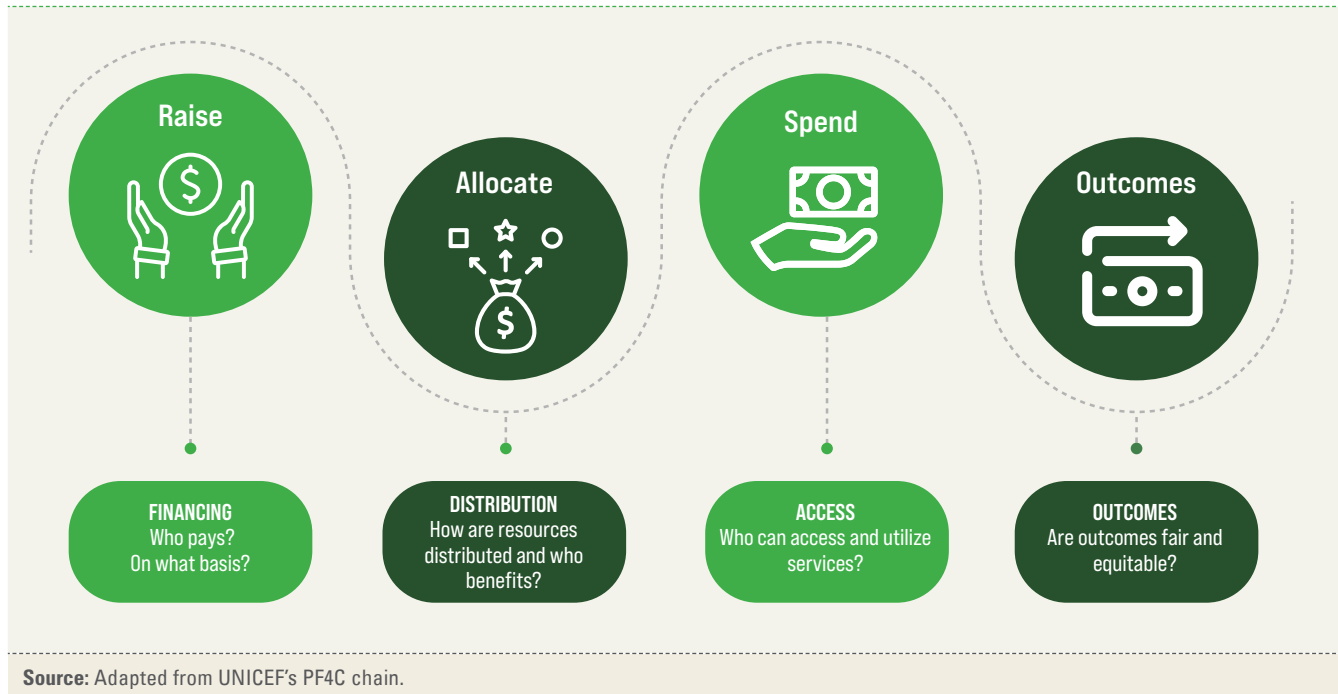 Raise
$
Allocate
$
Spend
Outcomes
FINANCING
Who pays?
On what basis?
DISTRIBUTION
How are resources
distributed and who
benefits?
ACCESS
Who can access and utilize
services?
OUTCOMES
Are outcomes fair and
equitable?
Source: Adapted from UNICEF's PF4C chain.